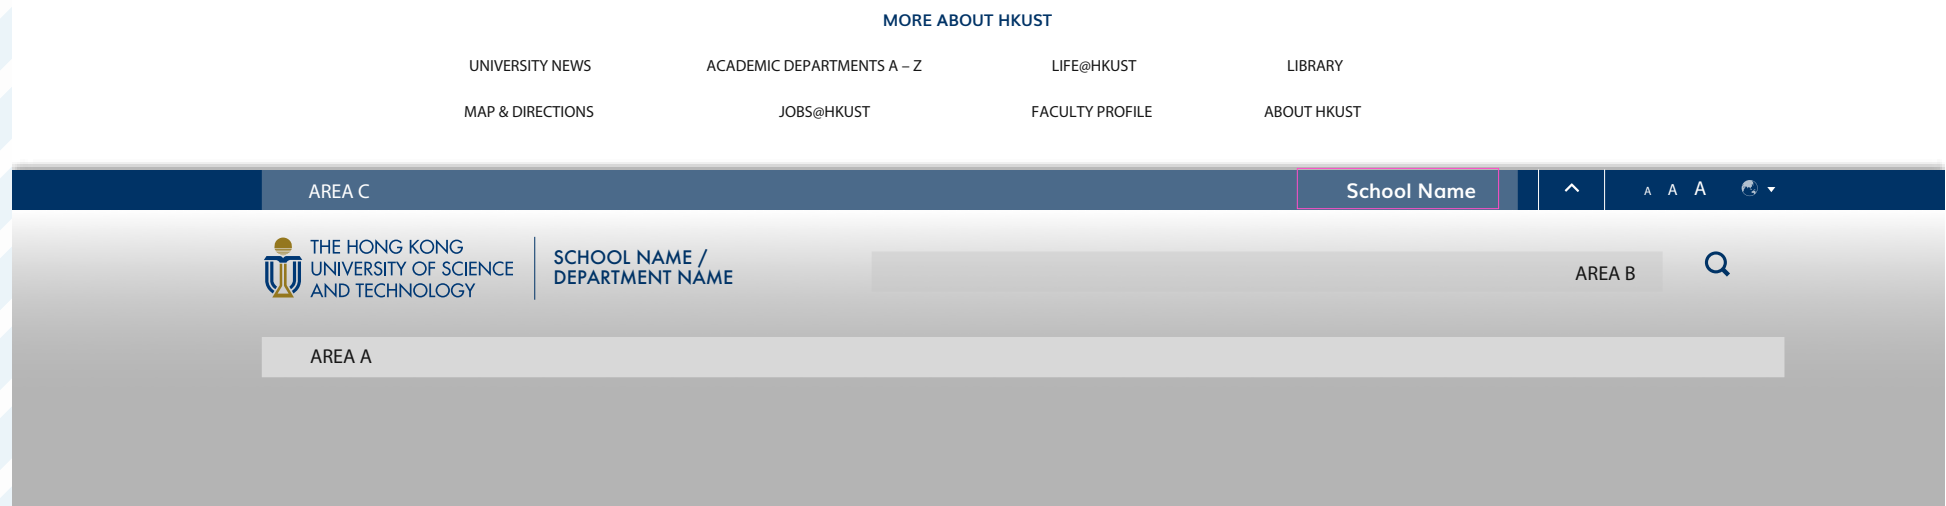 MORE ABOUT HKUST
UNIVERSITY NEWS ACADEMIC DEPARTMENTS A – Z LIFE@HKUST LIBRARY
MAP & DIRECTIONS JOBS@HKUST FACULTY PROFILE ABOUT HKUST
AREA C School Name A A A
THE HONG KONG
UNIVERSITY OF SCIENCE
AND TECHNOLOGY
SCHOOL NAME /
DEPARTMENT NAME
AREA B
AREA A